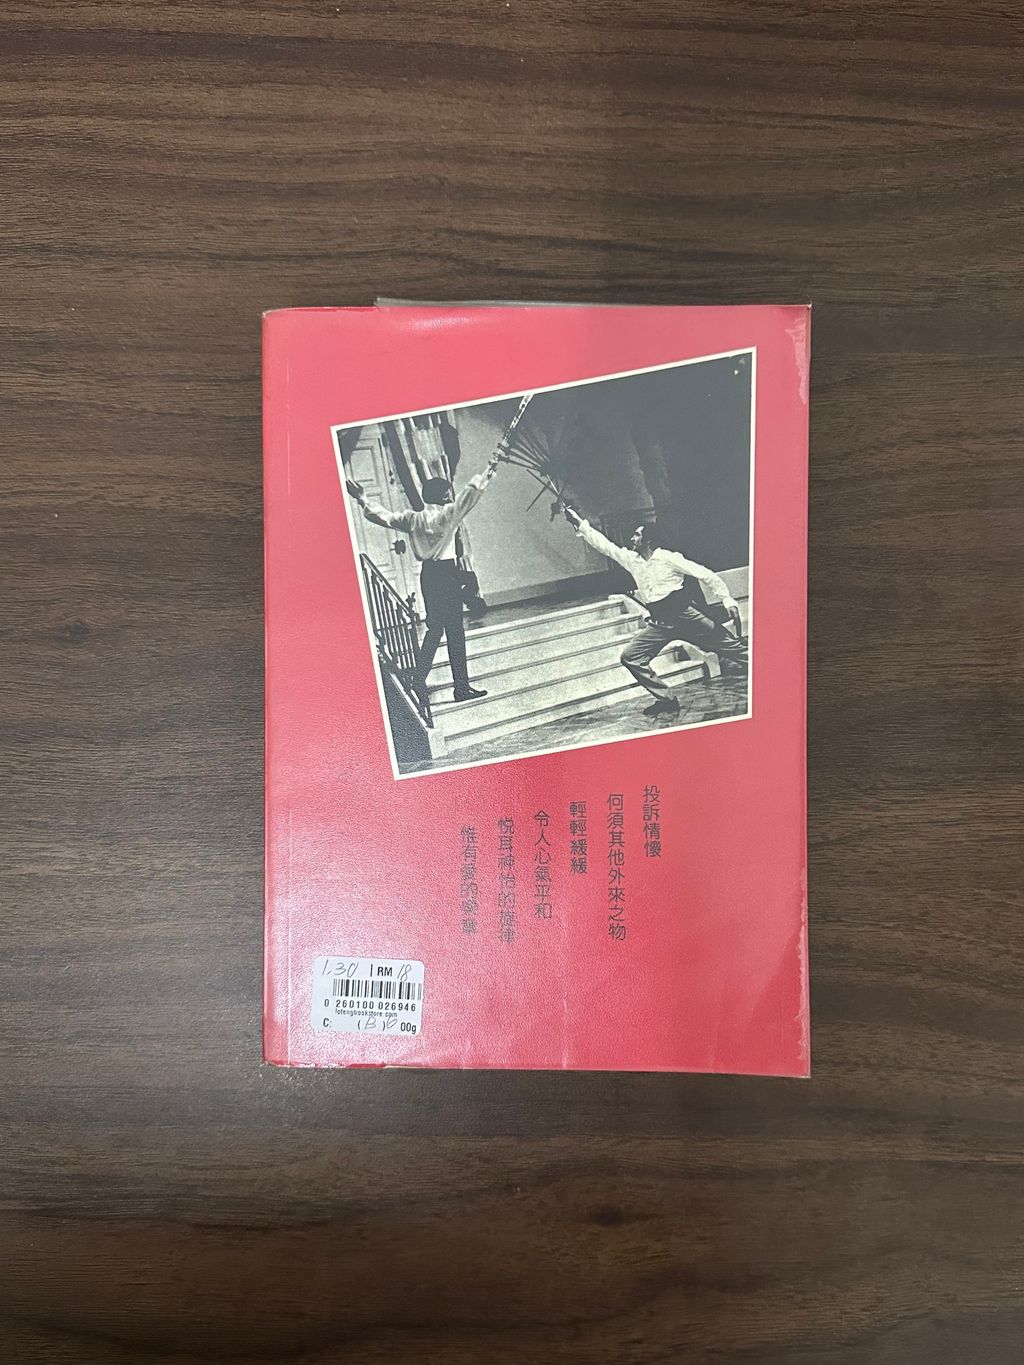 投訴情懷
何須其他外來之物
輕輕緩緩
令人心氣平和
悅耳神怡的旋律
惟有愛的樂章
1.30 | RM 18
0 260100 026946
fofengbookstore.com
C: (B) 6 00g